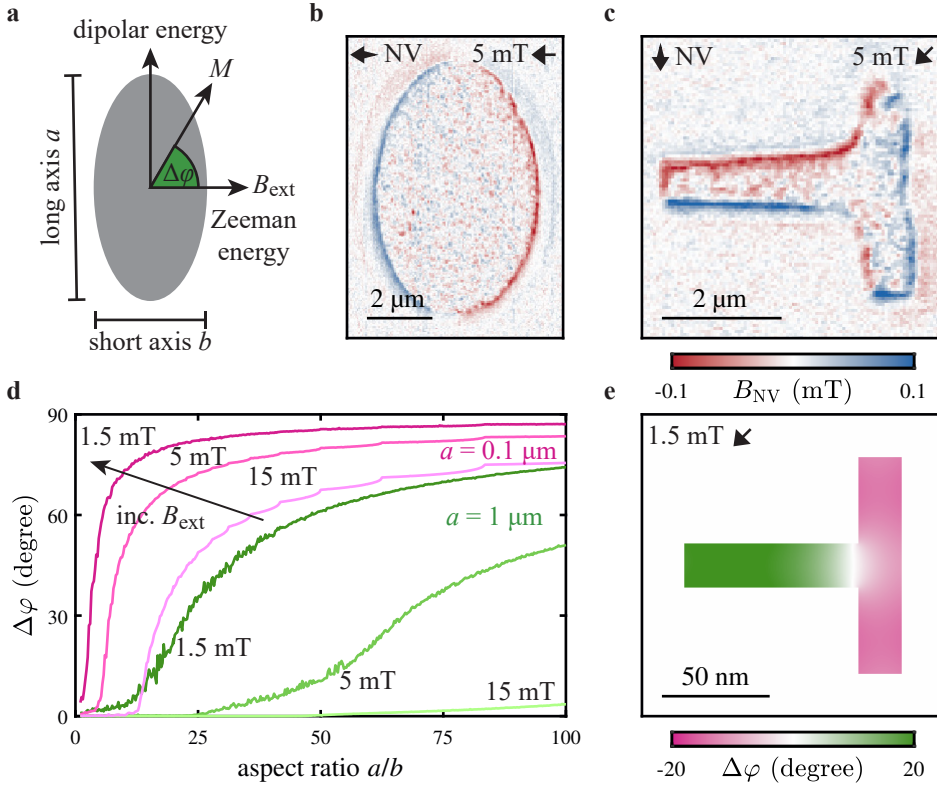 a
dipolar energy
M
Δφ
B_ext
Zeeman
energy
long axis a
short axis b
b
NV
5 mT
2 μm
c
NV
5 mT
2 μm
-0.1
B_NV (mT)
0.1
d
90
60
30
0
Δφ (degree)
1.5 mT
5 mT
15 mT
inc. B_ext
a = 0.1 μm
a = 1 μm
1.5 mT
5 mT
15 mT
0
25
50
75
100
aspect ratio a/b
e
1.5 mT
50 nm
-20
Δφ (degree)
20